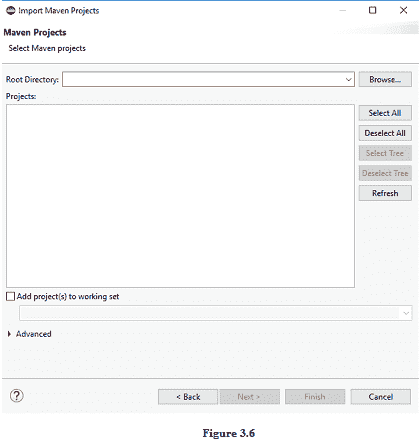 Import Maven Projects
Maven Projects
Select Maven projects
Root Directory:
Browse...
Projects:
Select All
Deselect All
Select Tree
Deselect Tree
Refresh
Add project(s) to working set
Advanced
?
< Back
Next >
Finish
Cancel
Figure 3.6